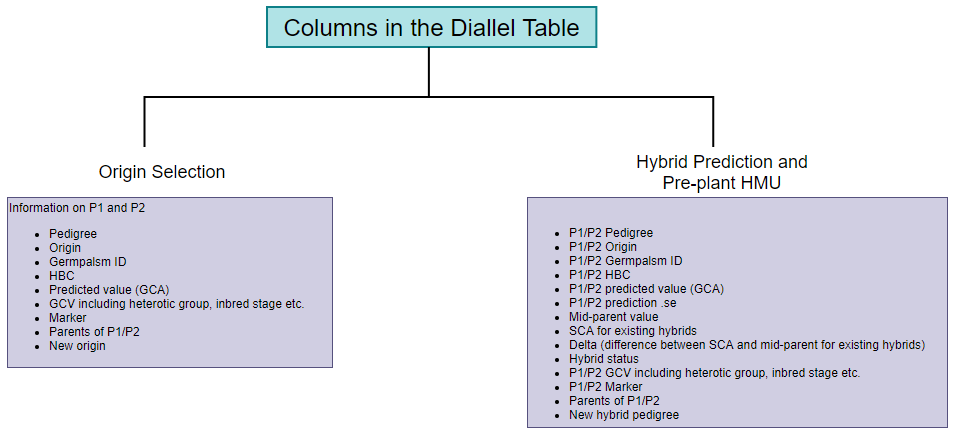 Columns in the Diallel Table
Origin Selection
Information on P1 and P2
• Pedigree
• Origin
• Germpalsm ID
• HBC
• Predicted value (GCA)
• GCV including heterotic group, inbred stage etc.
• Marker
• Parents of P1/P2
• New origin
Hybrid Prediction and
Pre-plant HMU
• P1/P2 Pedigree
• P1/P2 Origin
• P1/P2 Germpalsm ID
• P1/P2 HBC
• P1/P2 predicted value (GCA)
• P1/P2 prediction .se
• Mid-parent value
• SCA for existing hybrids
• Delta (difference between SCA and mid-parent for existing hybrids)
• Hybrid status
• P1/P2 GCV including heterotic group, inbred stage etc.
• P1/P2 Marker
• Parents of P1/P2
• New hybrid pedigree